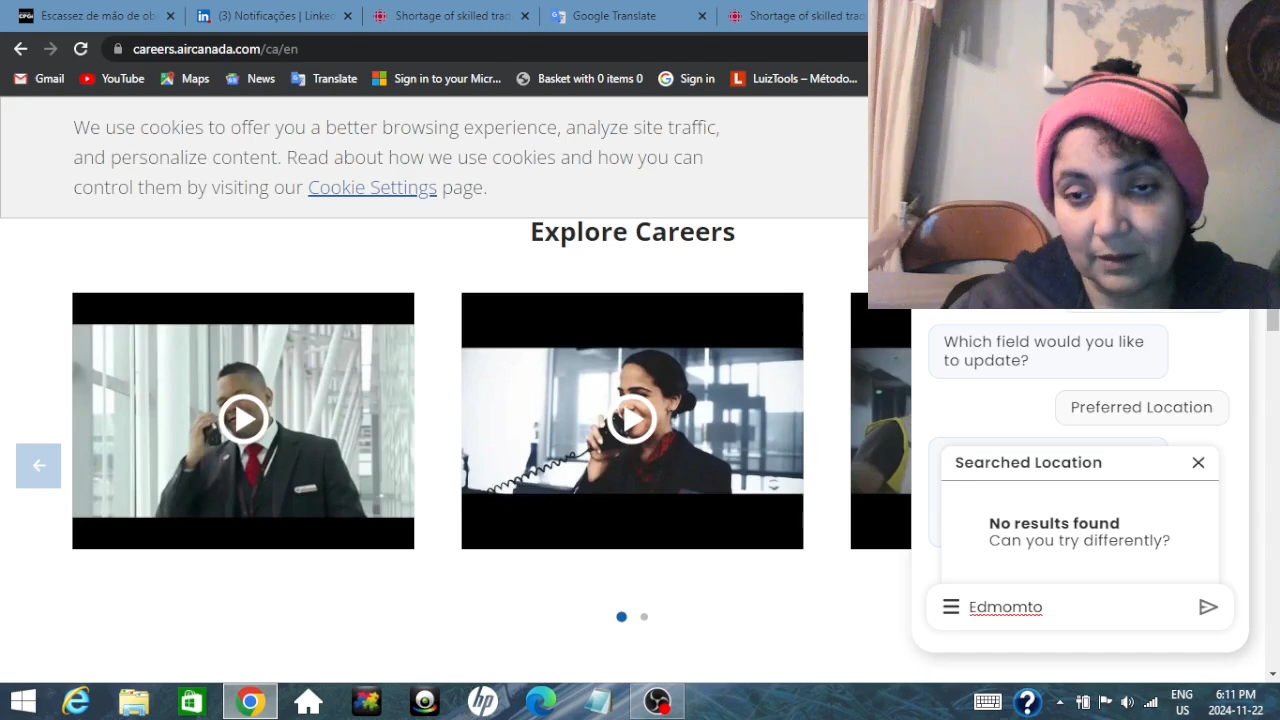 CPGi
Escassez de mão de ob
(3) Notificações | Linked
Shortage of skilled trad
Google Translate
Shortage of skilled trad
careers.aircanada.com/ca/en
Gmail
YouTube
Maps
News
Translate
Sign in to your Micr...
Basket with 0 items 0
Sign in
LuizTools – Método...
We use cookies to offer you a better browsing experience, analyze site traffic,
and personalize content. Read about how we use cookies and how you can
control them by visiting our Cookie Settings page.
Explore Careers
Which field would you like
to update?
Preferred Location
Searched Location
No results found
Can you try differently?
Edmomto
ENG
US
6:11 PM
2024-11-22